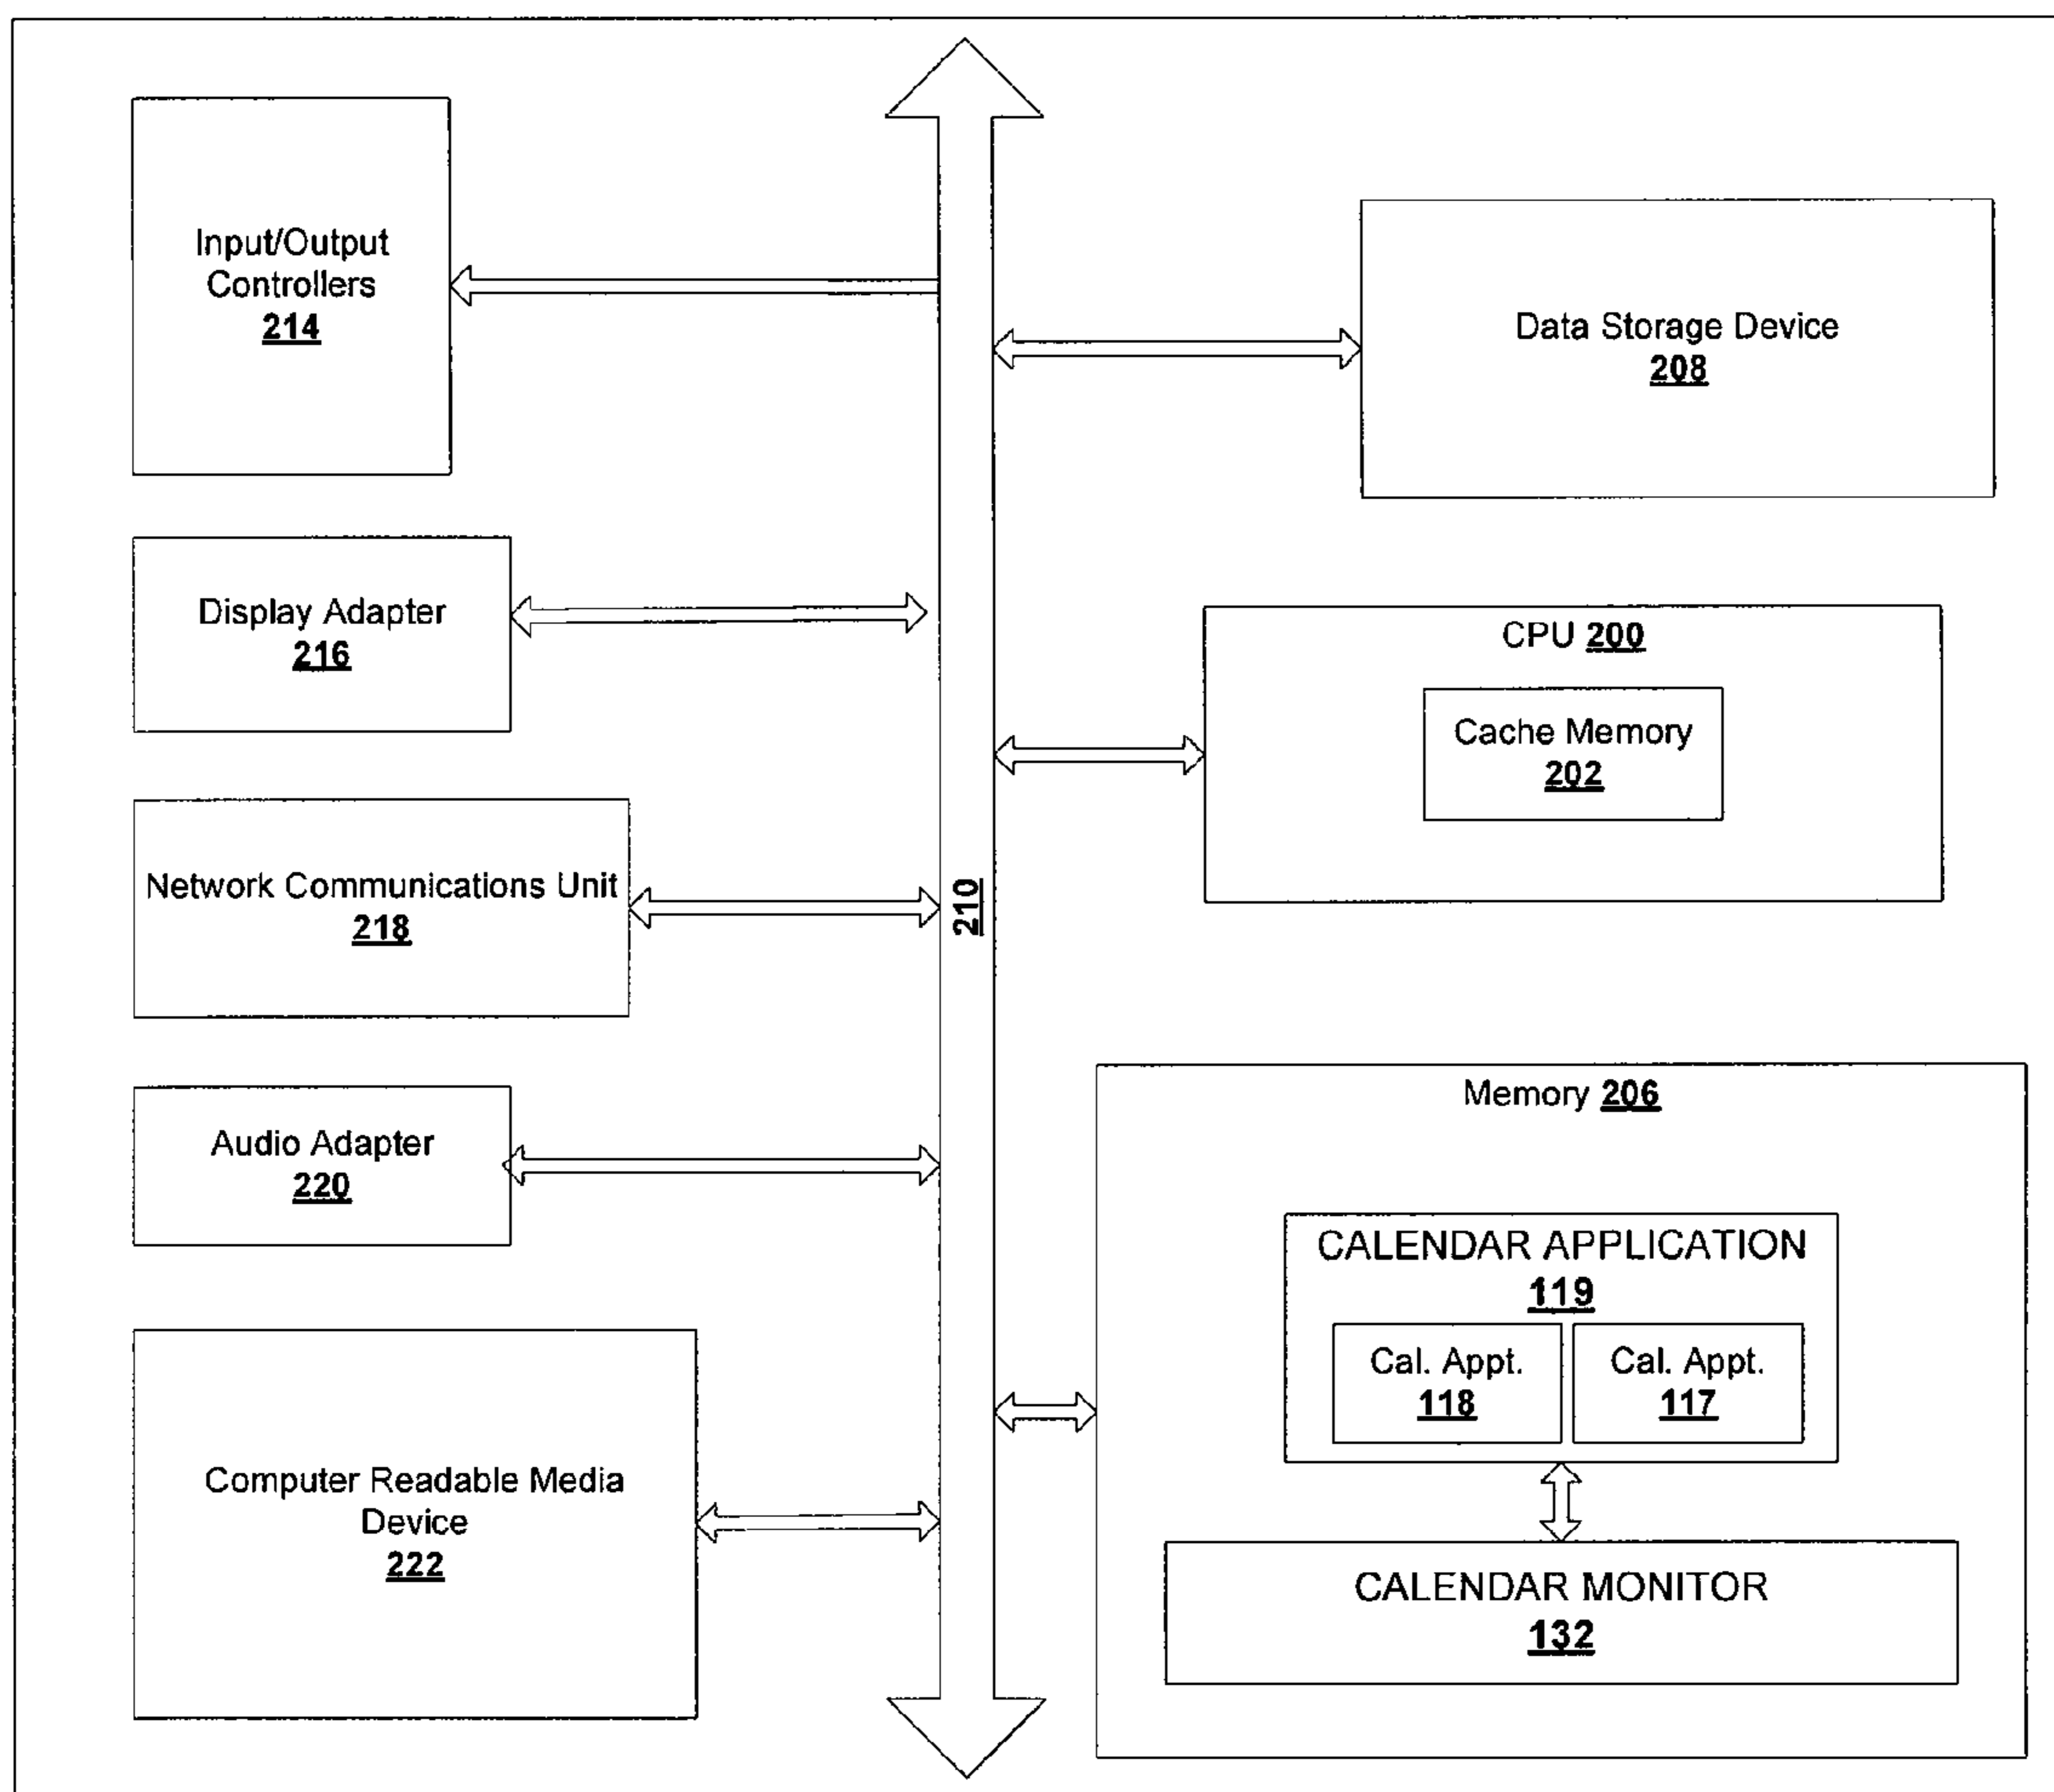 Input/Output
Controllers
214
Display Adapter
216
Network Communications Unit
218
Audio Adapter
220
Computer Readable Media
Device
222
210
Data Storage Device
208
CPU 200
Cache Memory
202
Memory 206
CALENDAR APPLICATION
119
Cal. Appt.
118
Cal. Appt.
117
CALENDAR MONITOR
132